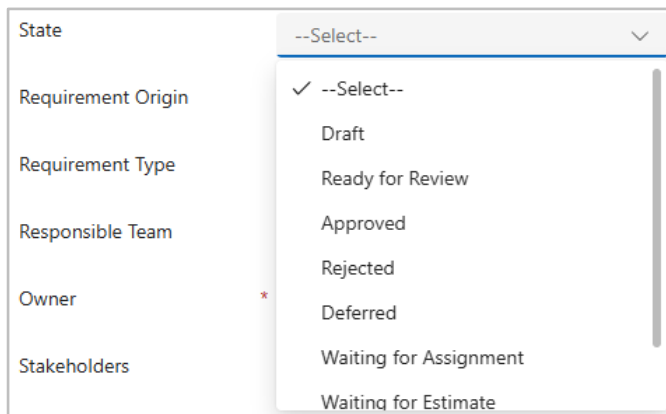 State
--Select--
--Select--
Requirement Origin
Draft
Requirement Type
Ready for Review
Approved
Responsible Team
Rejected
Owner *
Deferred
Stakeholders
Waiting for Assignment
Waiting for Estimate